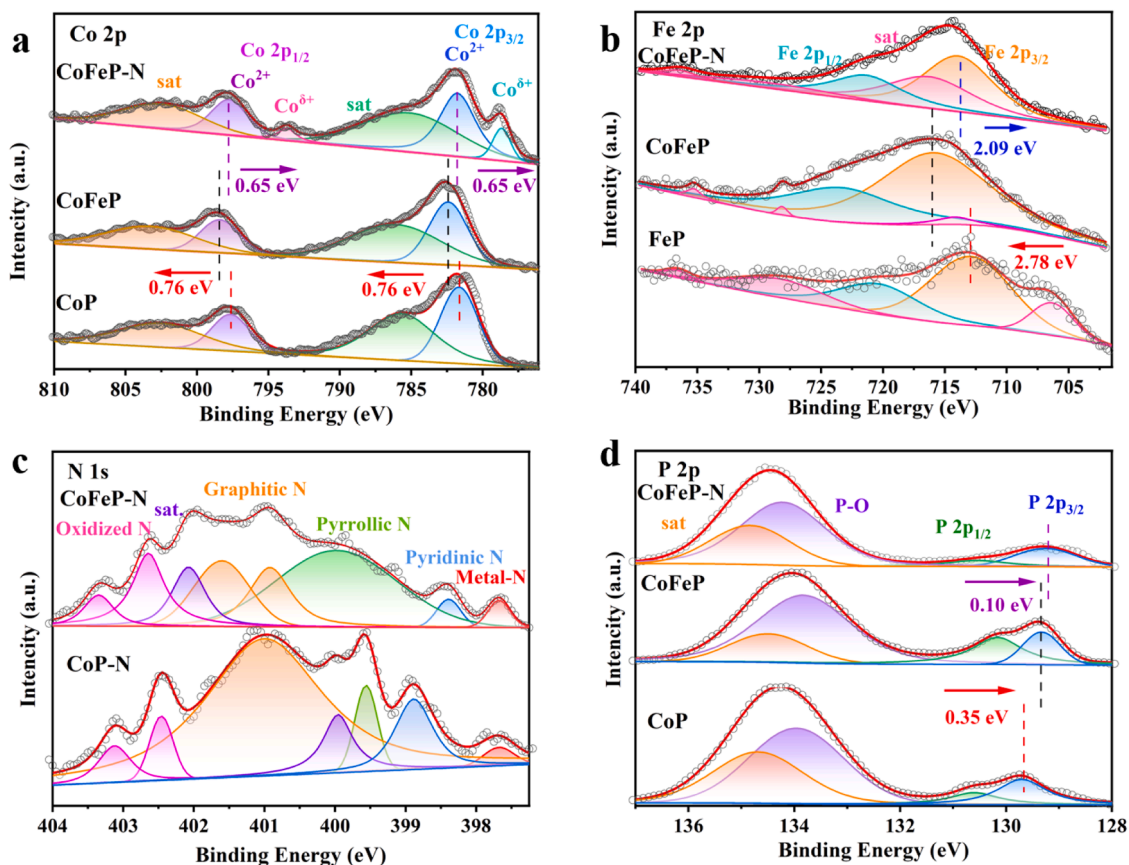 a
Co 2p
CoFeP-N
sat
Co 2p1/2
Co2+
Coδ+
sat
Co 2p3/2
Co2+
Coδ+
0.65 eV
0.65 eV
CoFeP
0.76 eV
0.76 eV
CoP
Intencity (a.u.)
810 805 800 795 790 785 780
Binding Energy (eV)
b
Fe 2p
CoFeP-N
Fe 2p1/2
sat
Fe 2p3/2
2.09 eV
CoFeP
FeP
2.78 eV
Intencity (a.u.)
740 735 730 725 720 715 710 705
Binding Energy (eV)
c
N 1s
CoFeP-N
Oxidized N
sat.
Graphitic N
Pyrrollic N
Pyridinic N
Metal-N
CoP-N
Intencity (a.u.)
404 403 402 401 400 399 398
Binding Energy (eV)
d
P 2p
CoFeP-N
sat
P-O
P 2p1/2
P 2p3/2
CoFeP
0.10 eV
CoP
0.35 eV
Intencity (a.u.)
136 134 132 130 128
Binding Energy (eV)